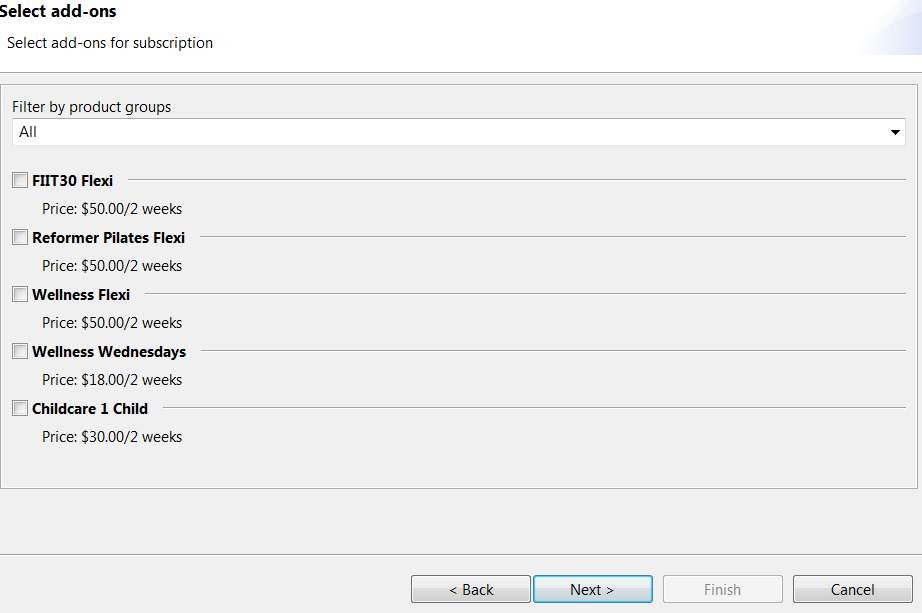 Select add-ons
Select add-ons for subscription
Filter by product groups
All
FIIT30 Flexi
Price: $50.00/2 weeks
Reformer Pilates Flexi
Price: $50.00/2 weeks
Wellness Flexi
Price: $50.00/2 weeks
Wellness Wednesdays
Price: $18.00/2 weeks
Childcare 1 Child
Price: $30.00/2 weeks
< Back Next > Finish Cancel